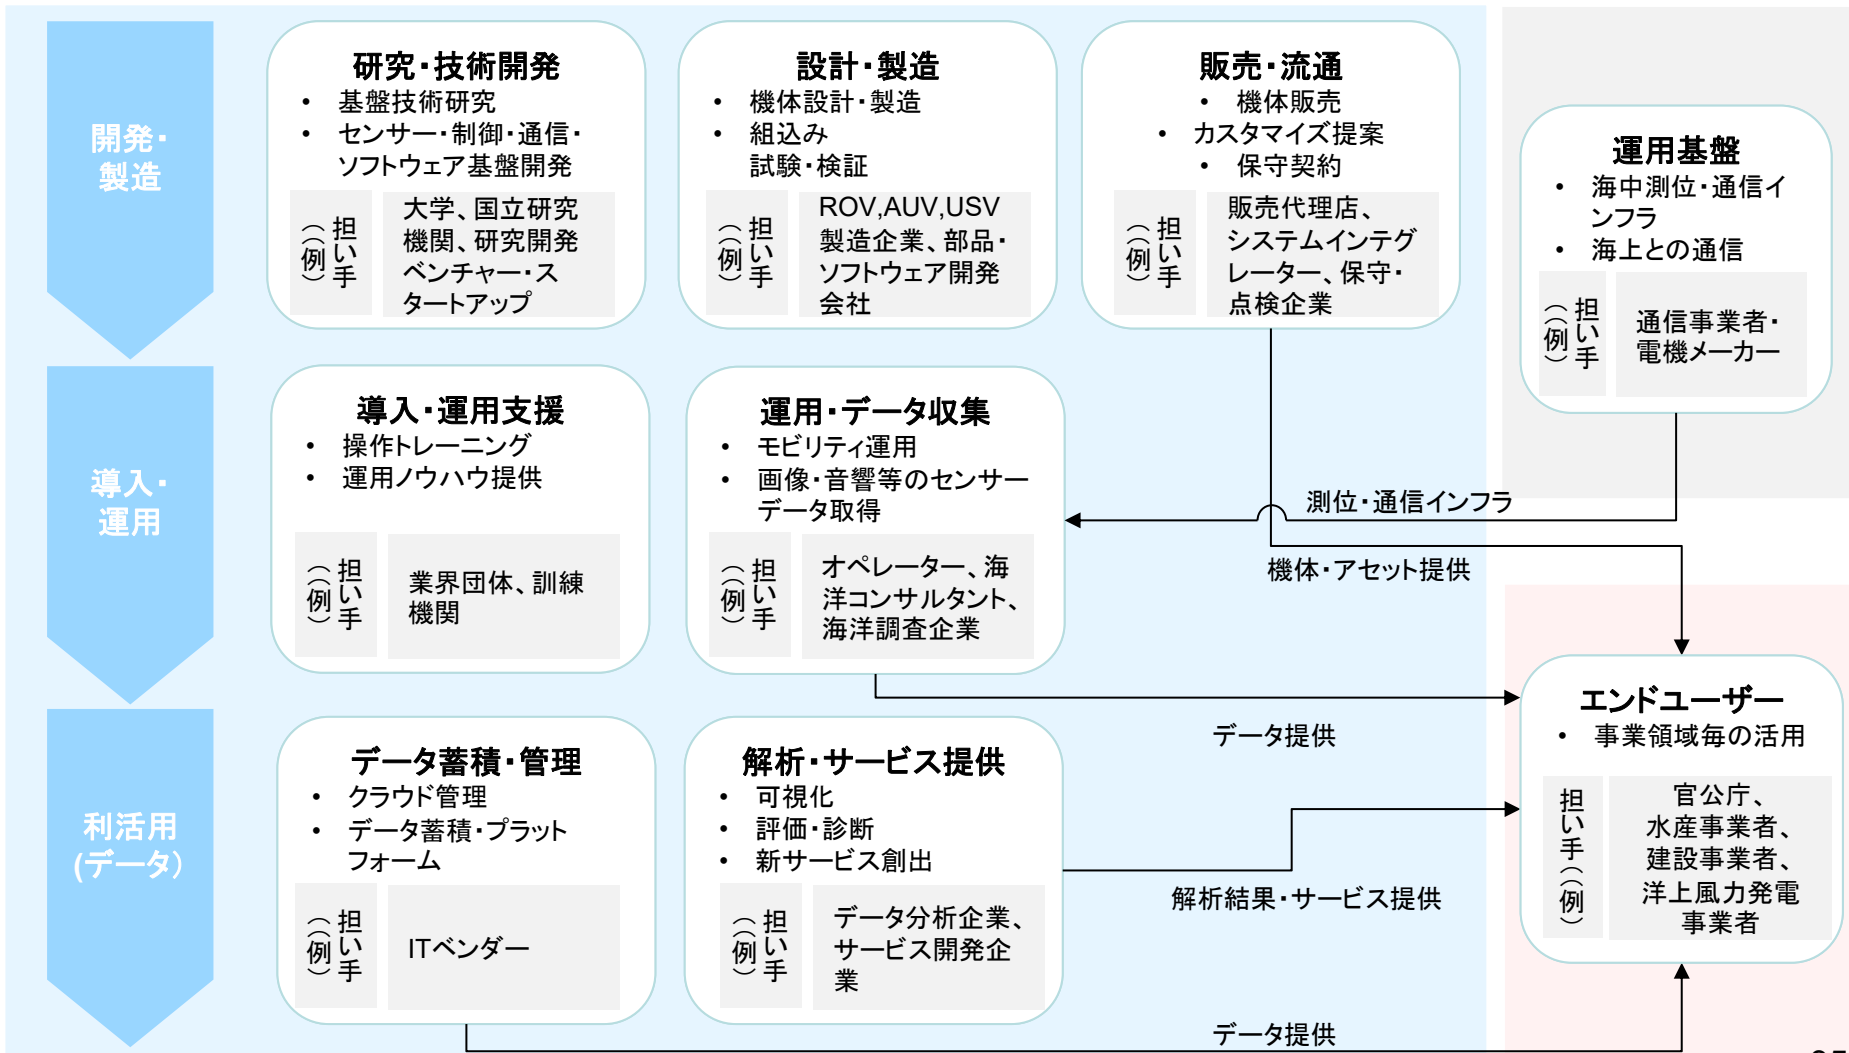 開発・
製造
研究・技術開発
• 基盤技術研究
• センサー・制御・通信・
ソフトウェア基盤開発
担い手
（（例）
大学、国立研究
機関、研究開発
ベンチャー・ス
タートアップ
設計・製造
• 機体設計・製造
• 組込み
試験・検証
担い手
（（例）
ROV,AUV,USV
製造企業、部品・
ソフトウェア開発
会社
販売・流通
• 機体販売
• カスタマイズ提案
• 保守契約
担い手
（（例）
販売代理店、
システムインテグ
レーター、保守・
点検企業
運用基盤
• 海中測位・通信イ
ンフラ
• 海上との通信
担い手
（（例）
通信事業者・
電機メーカー
導入・
運用
導入・運用支援
• 操作トレーニング
• 運用ノウハウ提供
担い手
（（例）
業界団体、訓練
機関
運用・データ収集
• モビリティ運用
• 画像・音響等のセンサー
データ取得
担い手
（（例）
オペレーター、海
洋コンサルタント、
海洋調査企業
測位・通信インフラ
機体・アセット提供
データ提供
利活用
(データ）
データ蓄積・管理
• クラウド管理
• データ蓄積・プラット
フォーム
担い手
（（例）
ITベンダー
解析・サービス提供
• 可視化
• 評価・診断
• 新サービス創出
担い手
（（例）
データ分析企業、
サービス開発企
業
解析結果・サービス提供
データ提供
エンドユーザー
• 事業領域毎の活用
担い手（（例）
官公庁、
水産事業者、
建設事業者、
洋上風力発電
事業者